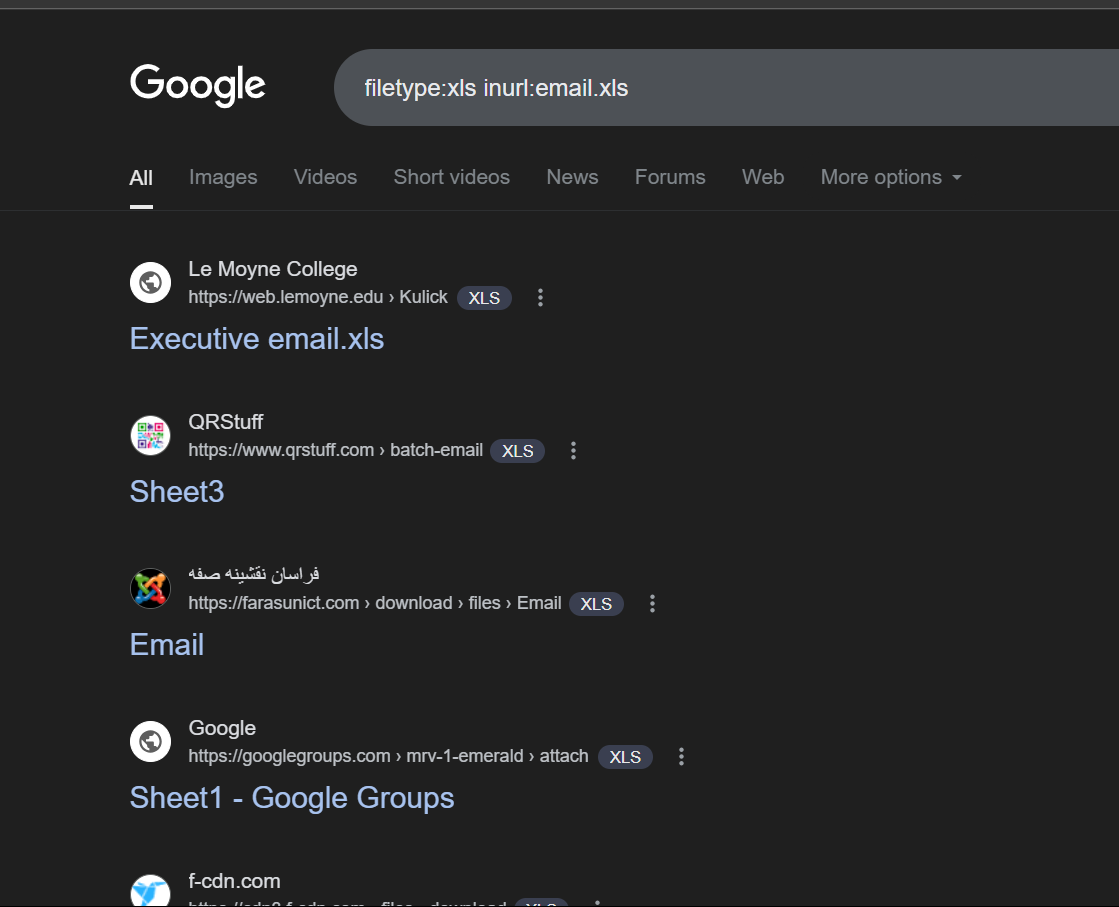 Google
filetype:xls inurl:email.xls
All Images Videos Short videos News Forums Web More options
Le Moyne College
https://web.lemoyne.edu › Kulick XLS
Executive email.xls
QRStuff
https://www.qrstuff.com › batch-email XLS
Sheet3
فراسان نقشینه صفه
https://farasunict.com › download › files › Email XLS
Email
Google
https://googlegroups.com › mrv-1-emerald › attach XLS
Sheet1 - Google Groups
f-cdn.com